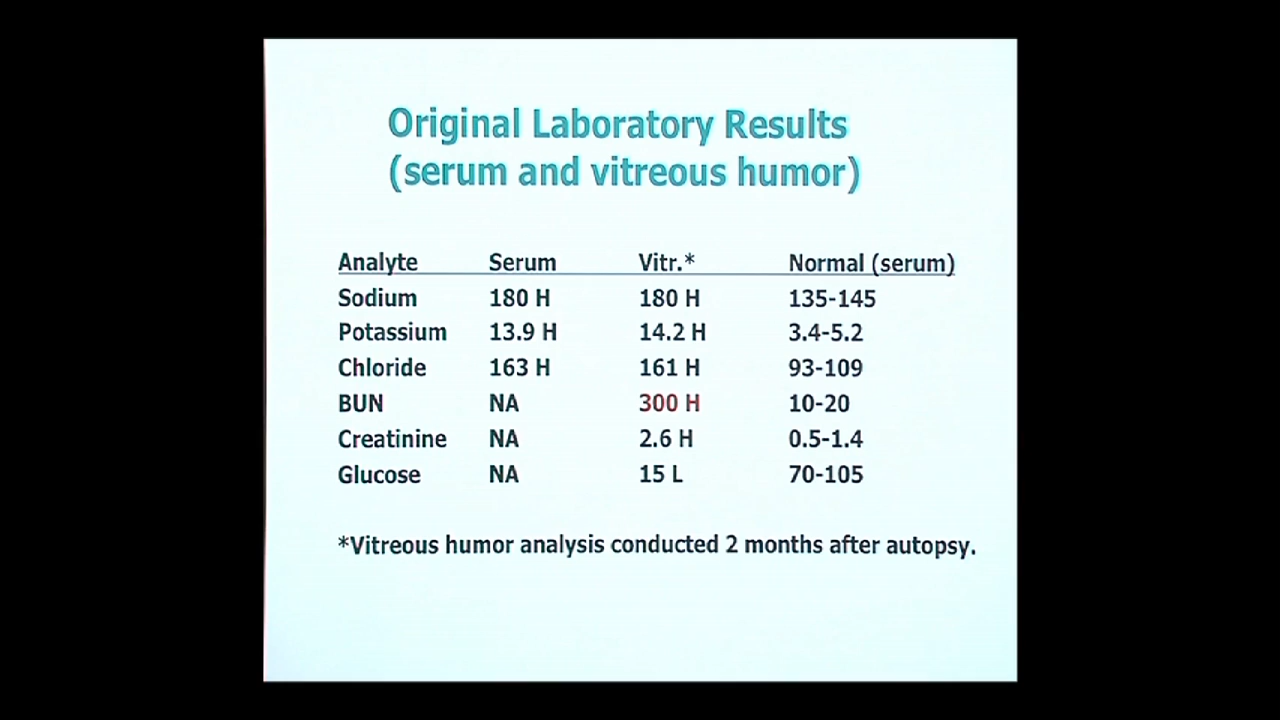 Original Laboratory Results
(serum and vitreous humor)
Analyte Serum Vitr.* Normal (serum)
Sodium 180 H 180 H 135-145
Potassium 13.9 H 14.2 H 3.4-5.2
Chloride 163 H 161 H 93-109
BUN NA 300 H 10-20
Creatinine NA 2.6 H 0.5-1.4
Glucose NA 15 L 70-105
*Vitreous humor analysis conducted 2 months after autopsy.